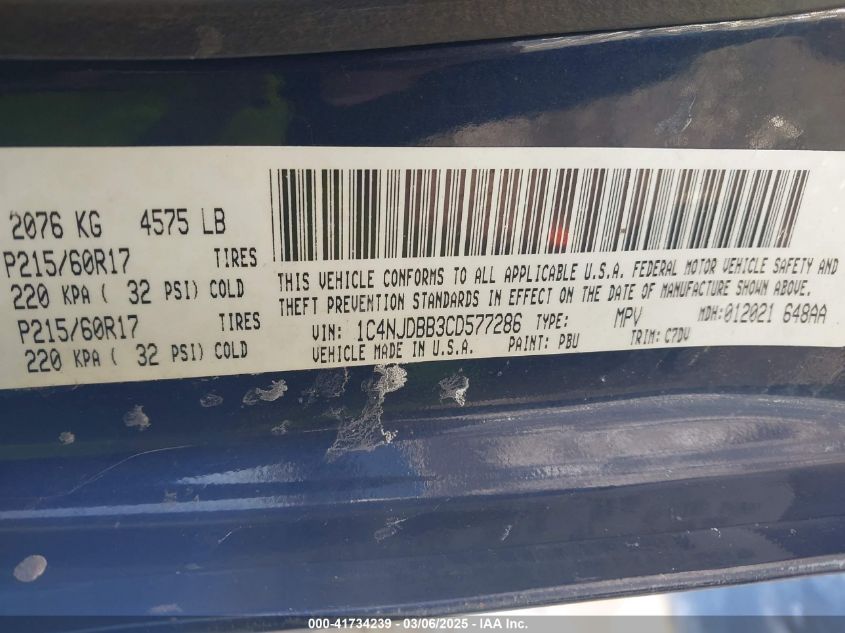 2076 KG 4575 LB
P215/60R17 TIRES
220 KPA ( 32 PSI) COLD
P215/60R17 TIRES
220 KPA ( 32 PSI) COLD
THIS VEHICLE CONFORMS TO ALL APPLICABLE U.S.A. FEDERAL MOTOR VEHICLE SAFETY AND
THEFT PREVENTION STANDARDS IN EFFECT ON THE DATE OF MANUFACTURE SHOWN ABOVE.
VIN: 1C4NJDBB3CD577286 TYPE: MPV MDH:012021 648AA
VEHICLE MADE IN U.S.A. PAINT: PBU TRIM: C7DV
000-41734239 - 03/06/2025 - IAA Inc.